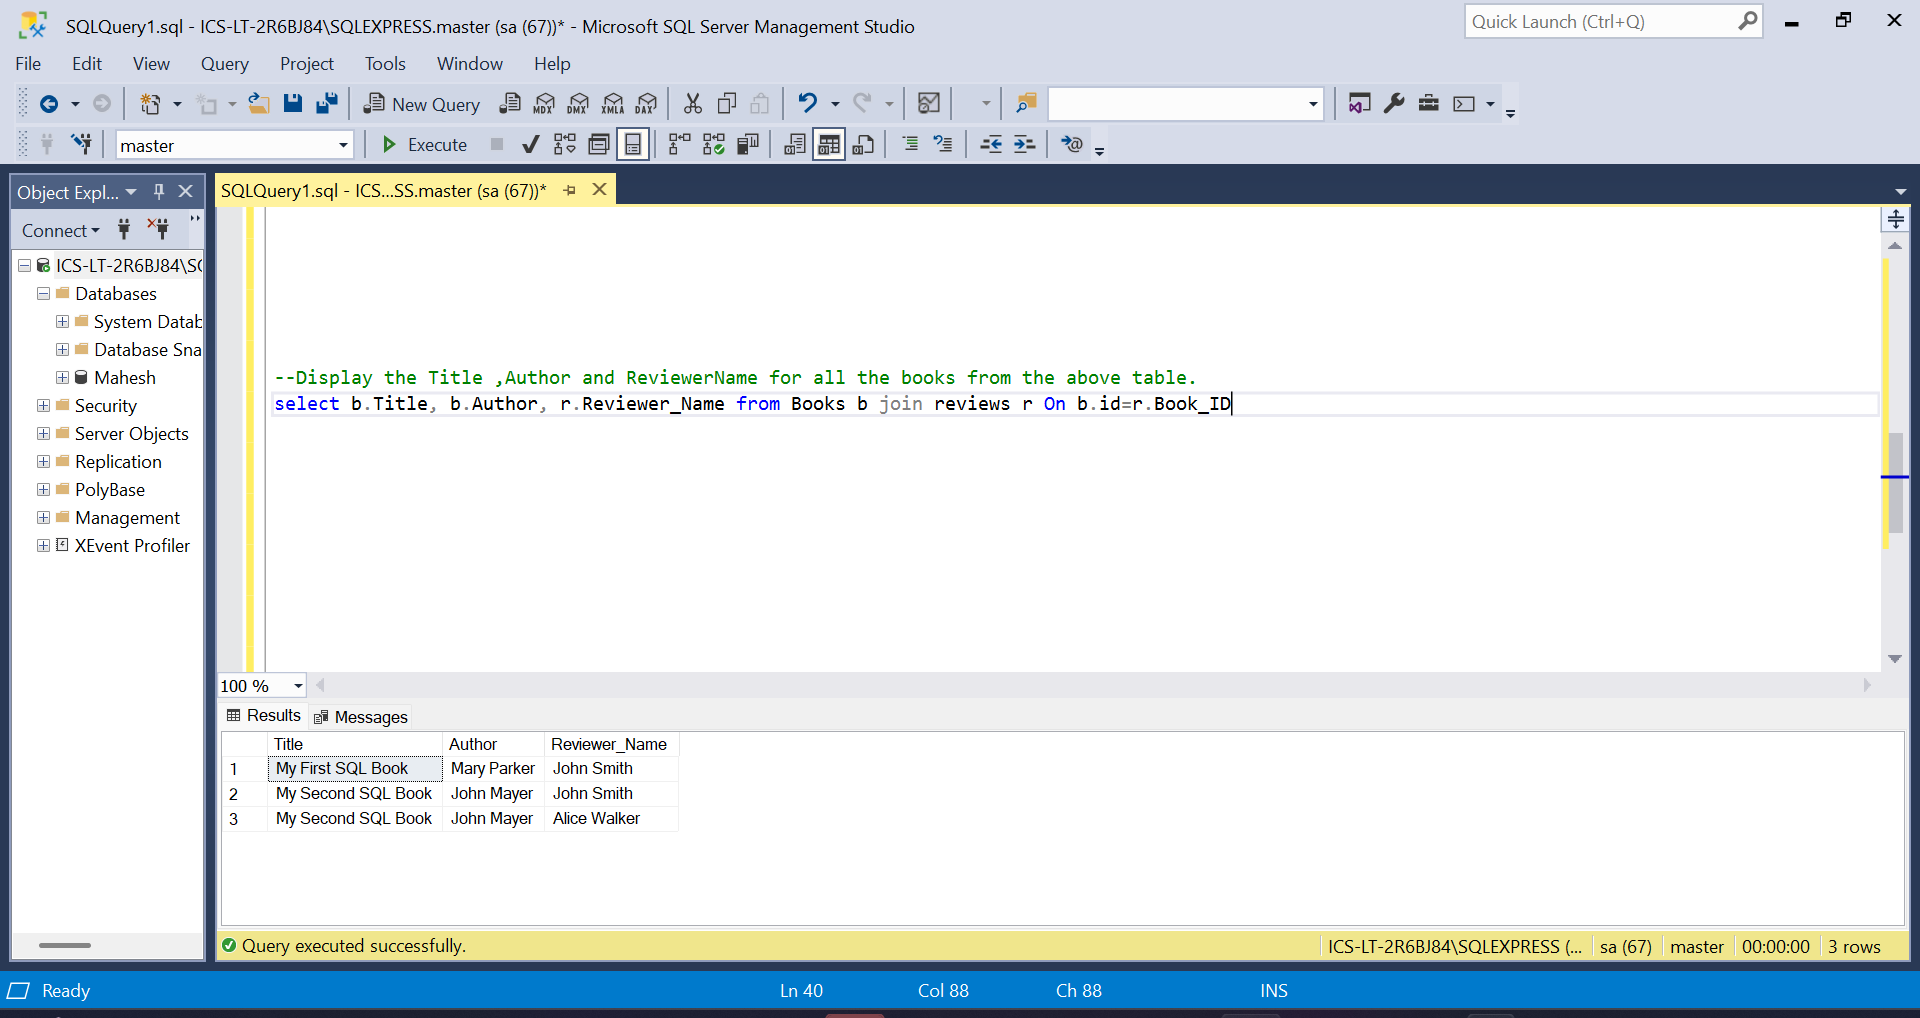 SQLQuery1.sql - ICS-LT-2R6BJ84\SQLEXPRESS.master (sa (67))* - Microsoft SQL Server Management Studio
Quick Launch (Ctrl+Q)
File Edit View Query Project Tools Window Help
New Query MDX DMX XMLA DAX
master Execute
Object Expl...
SQLQuery1.sql - ICS...SS.master (sa (67))*
Connect
ICS-LT-2R6BJ84\S
Databases
System Datab
Database Sna
Mahesh
Security
Server Objects
Replication
PolyBase
Management
XEvent Profiler
--Display the Title ,Author and ReviewerName for all the books from the above table.
select b.Title, b.Author, r.Reviewer_Name from Books b join reviews r On b.id=r.Book_ID
100 %
Results Messages
Title Author Reviewer_Name
1 My First SQL Book Mary Parker John Smith
2 My Second SQL Book John Mayer John Smith
3 My Second SQL Book John Mayer Alice Walker
Query executed successfully. ICS-LT-2R6BJ84\SQLEXPRESS (... sa (67) master 00:00:00 3 rows
Ready Ln 40 Col 88 Ch 88 INS